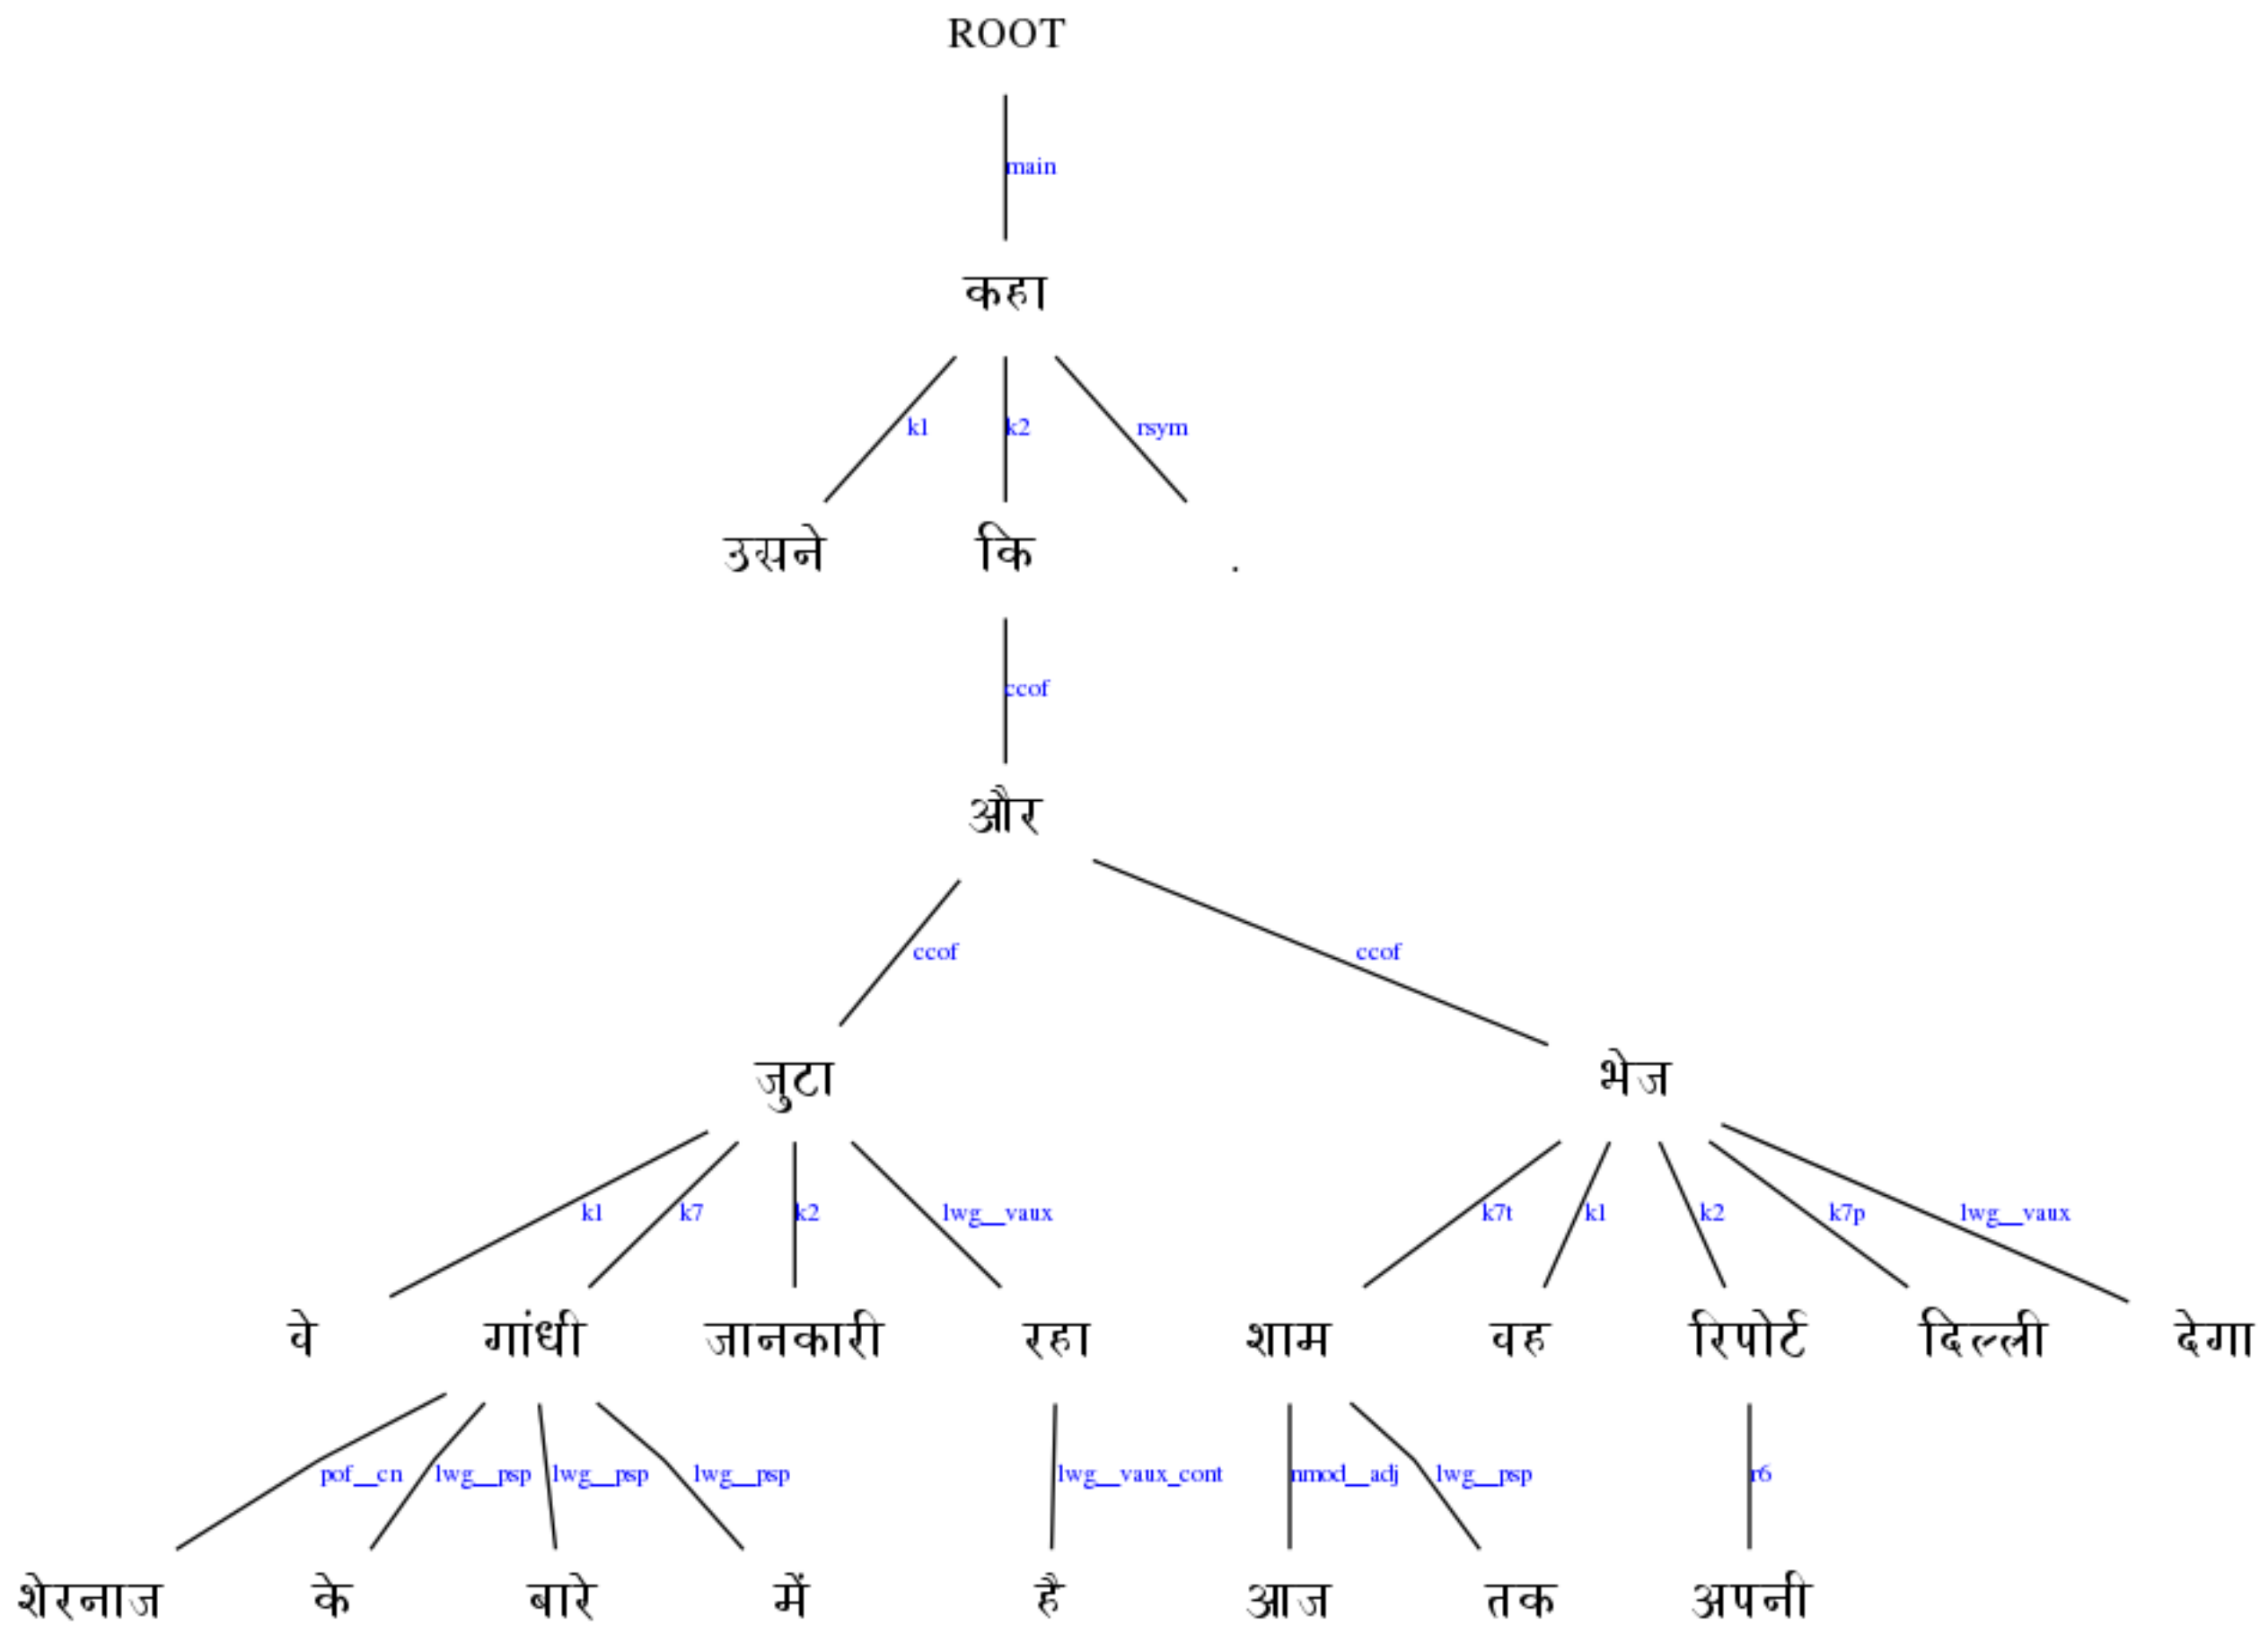 ROOT
main
कहा
k1 k2 rsym
उसने कि .
ccof
और
ccof ccof
जुटा भेज
k1 k7 k2 lwg__vaux k7t k1 k2 k7p lwg__vaux
वे गांधी जानकारी रहा शाम वह रिपोर्ट दिल्ली देगा
pof__cn lwg__psp lwg__psp lwg__psp lwg__vaux_cont nmod__adj lwg__psp r6
शेरनाज के बारे में है आज तक अपनी